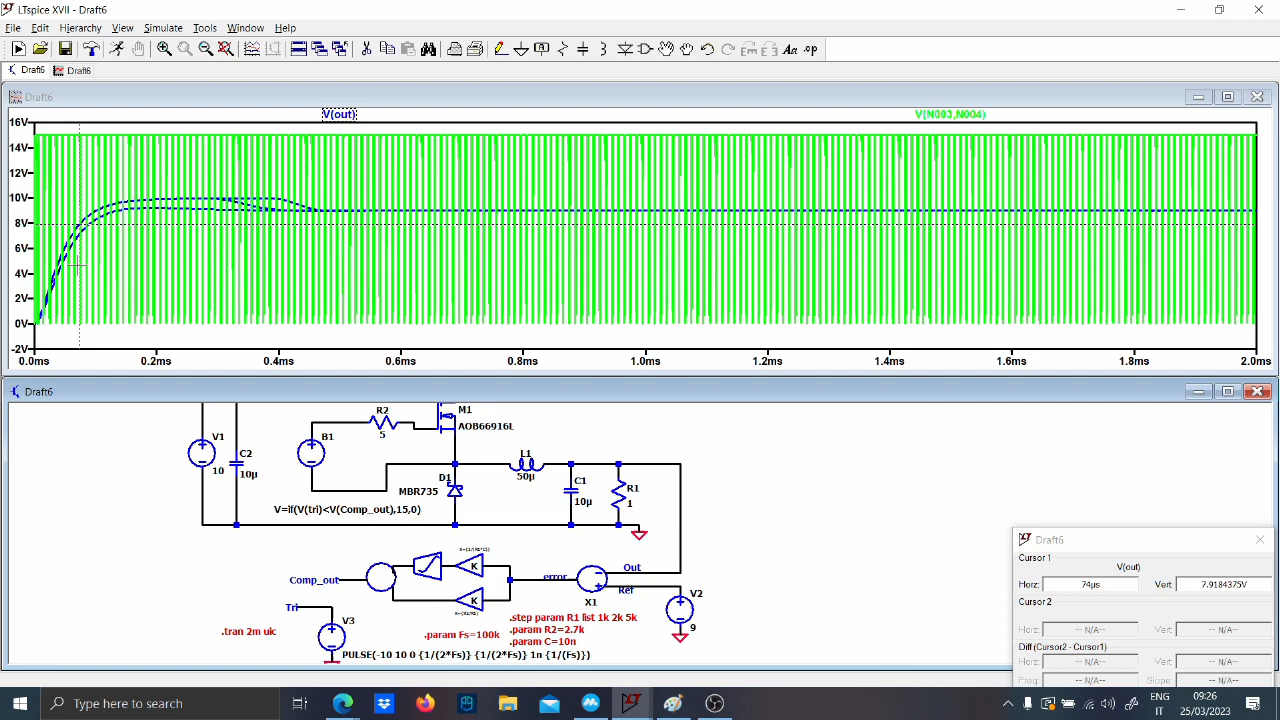 LTspice XVII - Draft6
File Edit Hierarchy View Simulate Tools Window Help
Draft6 Draft6
Draft6
V(out) V(N003,N004)
16V
14V
12V
10V
8V
6V
4V
2V
0V
-2V
0.0ms 0.2ms 0.4ms 0.6ms 0.8ms 1.0ms 1.2ms 1.4ms 1.6ms 1.8ms 2.0ms
Draft6
R2
5
M1
AOB66916L
V1
10
C2
10µ
B1
V=if(V(tri)<V(Comp_out),15,0)
D1
MBR735
L1
50µ
C1
10µ
R1
1
Comp_out
K
K
error
X1
Out
Ref
V2
9
Tri
V3
.tran 2m uic
.param Fs=100k
.step param R1 list 1k 2k 5k
.param R2=2.7k
.param C=10n
PULSE(-10 10 0 {1/(2*Fs)} {1/(2*Fs)} 1n {1/(Fs)})
Draft6
Cursor 1
V(out)
Horz: 74µs Vert: 7.9184375V
Cursor 2
Horz: -- N/A-- Vert: -- N/A--
Diff (Cursor2 - Cursor1)
Horz: -- N/A-- Vert: -- N/A--
Freq: -- N/A-- Slope: -- N/A--
Type here to search
ENG
IT
09:26
25/03/2023